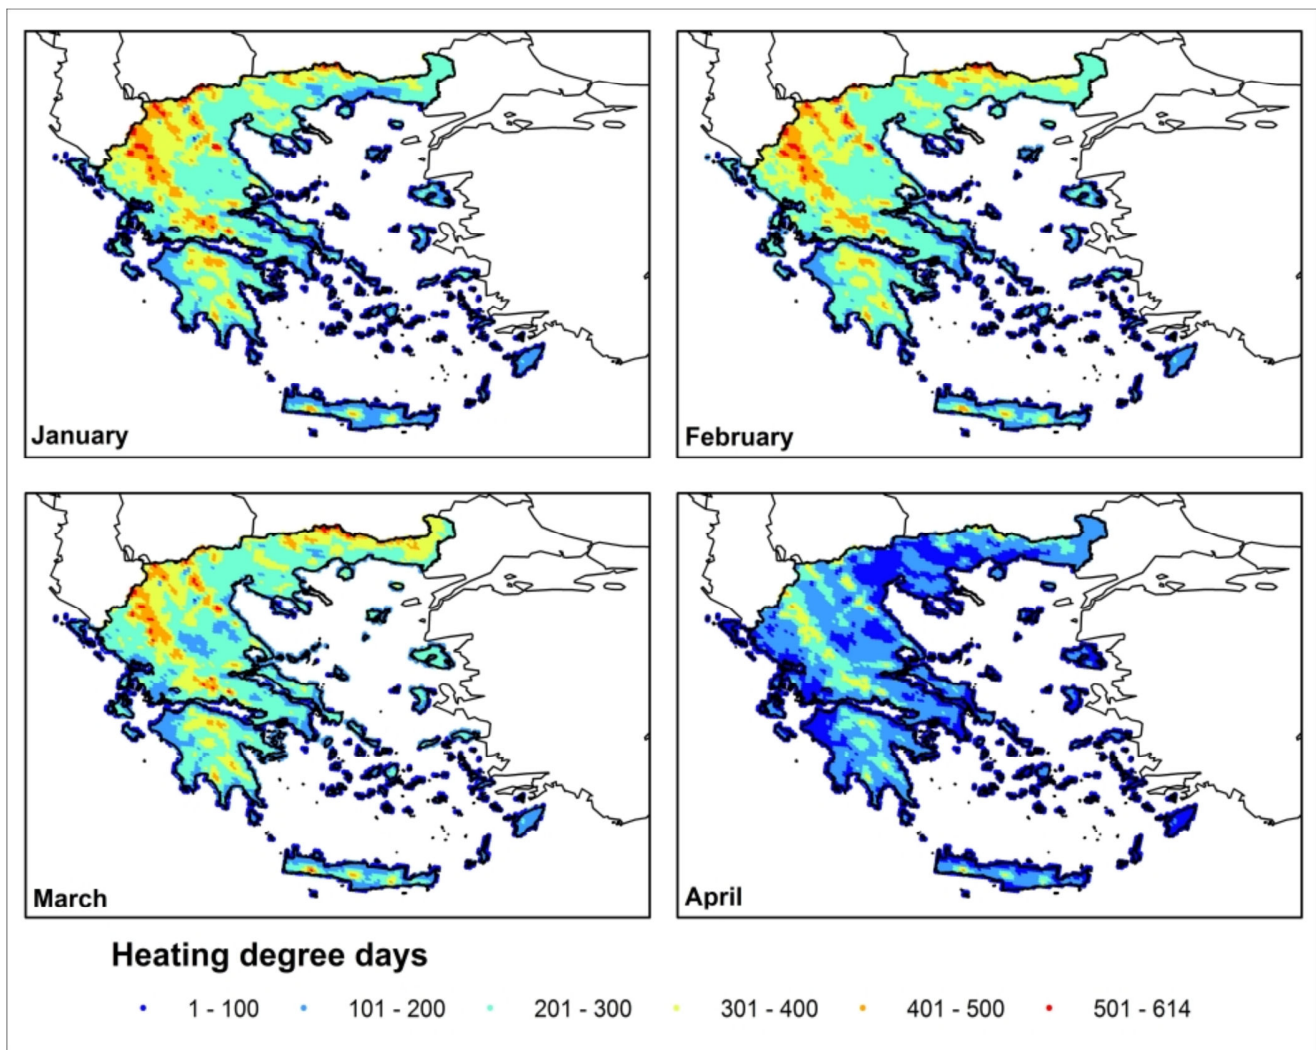 January
February
March
April
Heating degree days
1 - 100 101 - 200 201 - 300 301 - 400 401 - 500 501 - 614